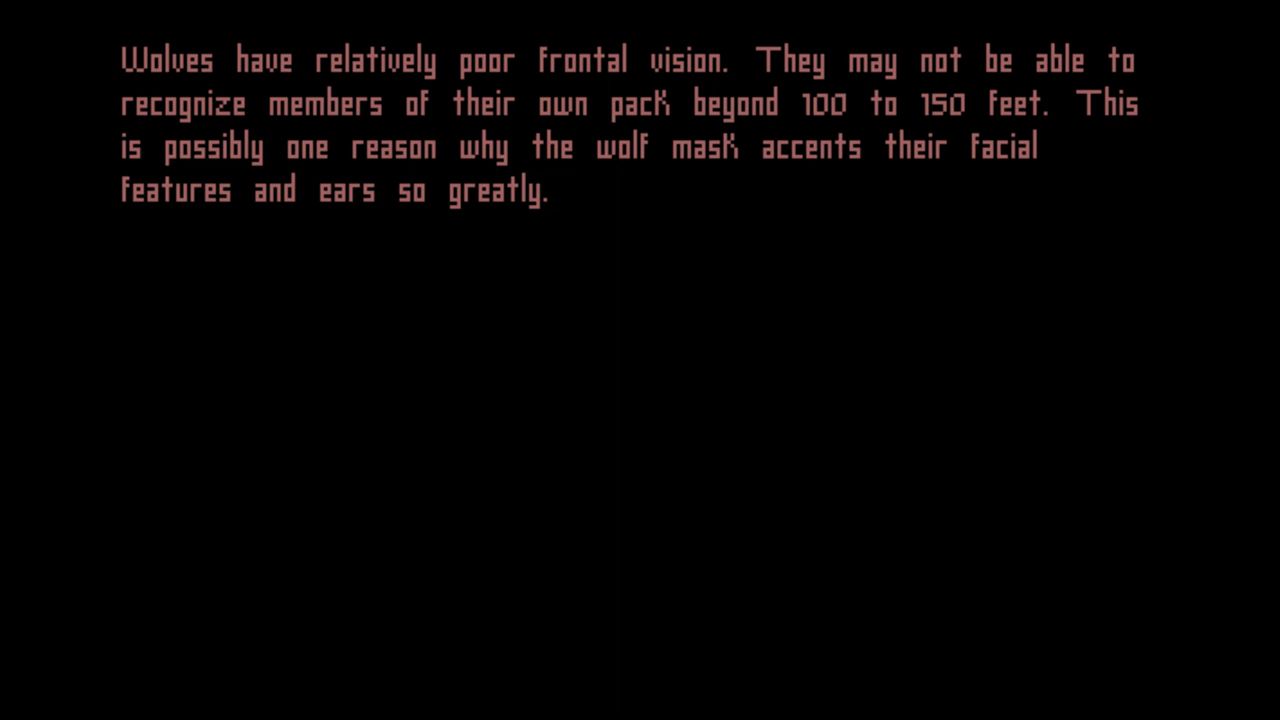 Wolves have relatively poor frontal vision. They may not be able to
recognize members of their own pack beyond 100 to 150 feet. This
is possibly one reason why the wolf mask accents their facial
features and ears so greatly.